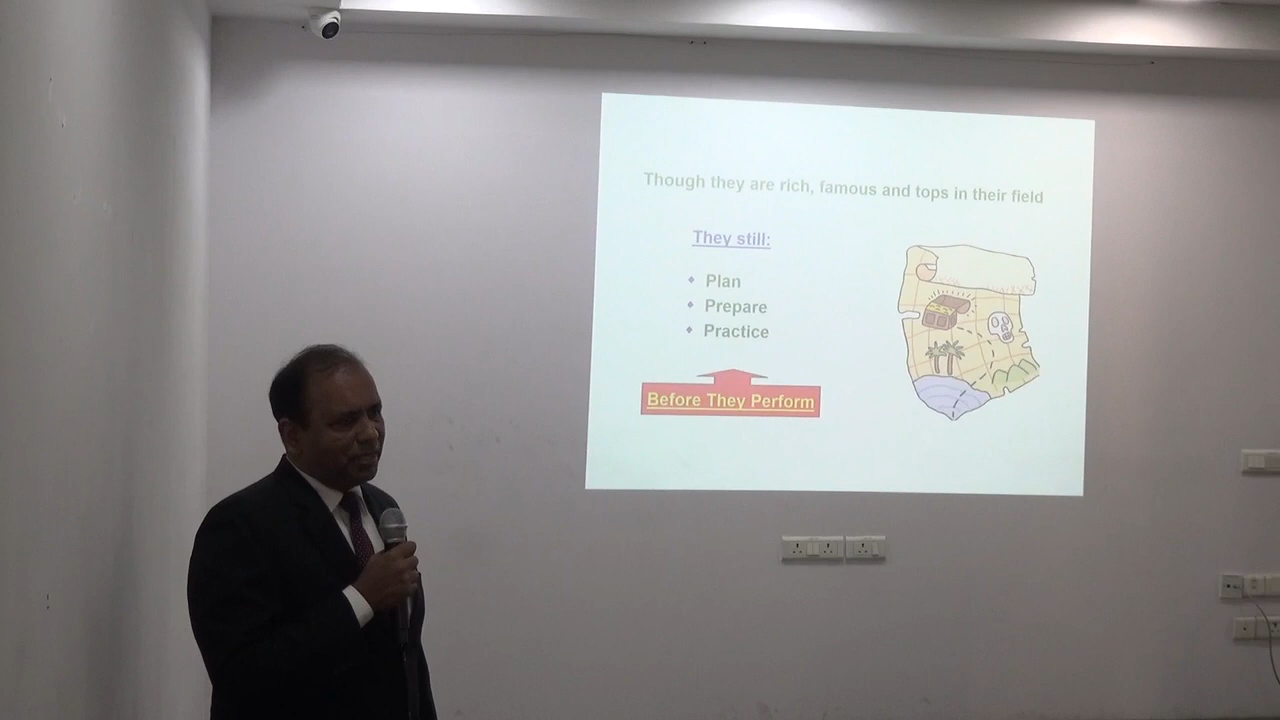 Though they are rich, famous and tops in their field
They still:
Plan
Prepare
Practice
Before They Perform